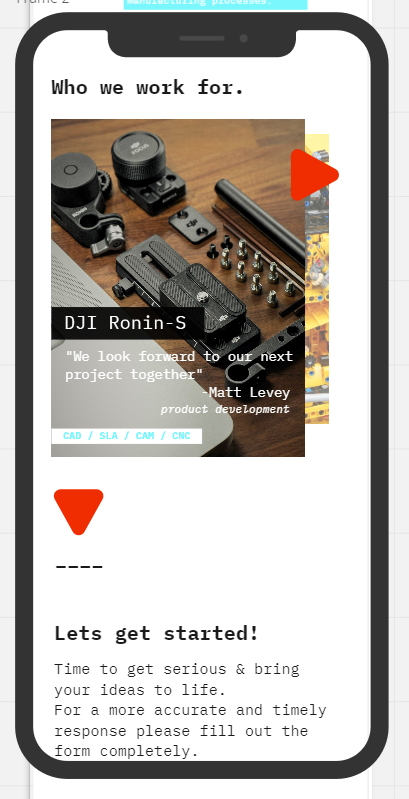 Frame 2
Manufacturing processes.
Who we work for.
DJI Ronin-S
"We look forward to our next
project together"
-Matt Levey
product development
CAD / SLA / CAM / CNC
----
Lets get started!
Time to get serious & bring
your ideas to life.
For a more accurate and timely
response please fill out the
form completely.